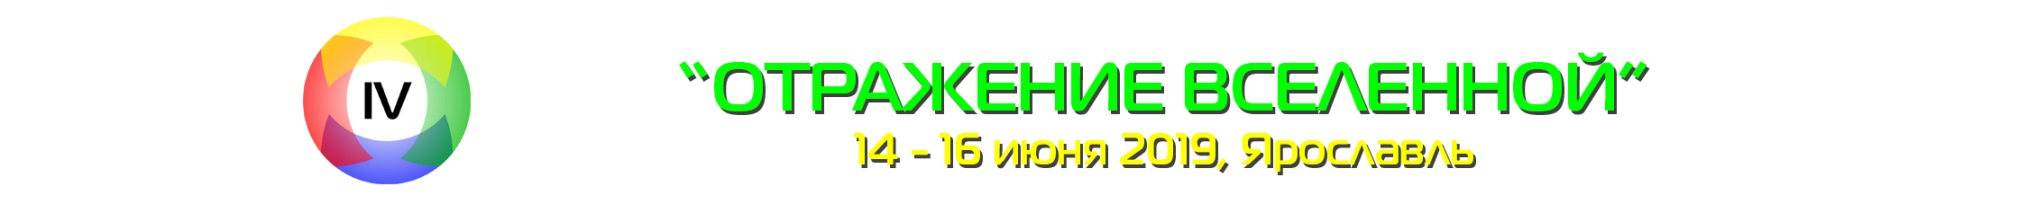 IV
“ОТРАЖЕНИЕ ВСЕЛЕННОЙ”
14 - 16 июня 2019, Ярославль